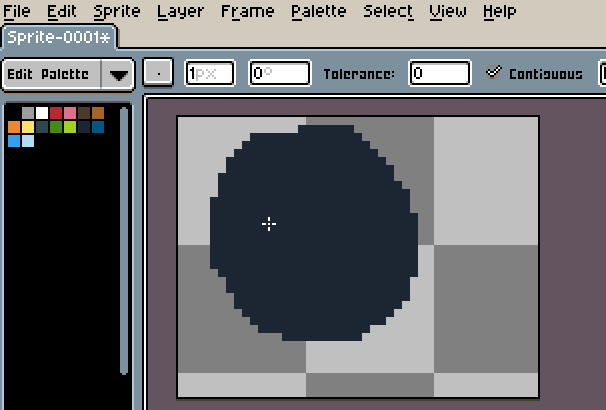 File Edit Sprite Layer Frame Palette Select View Help
Sprite-0001*
Edit Palette 1px 0° Tolerance: 0 Contiguous